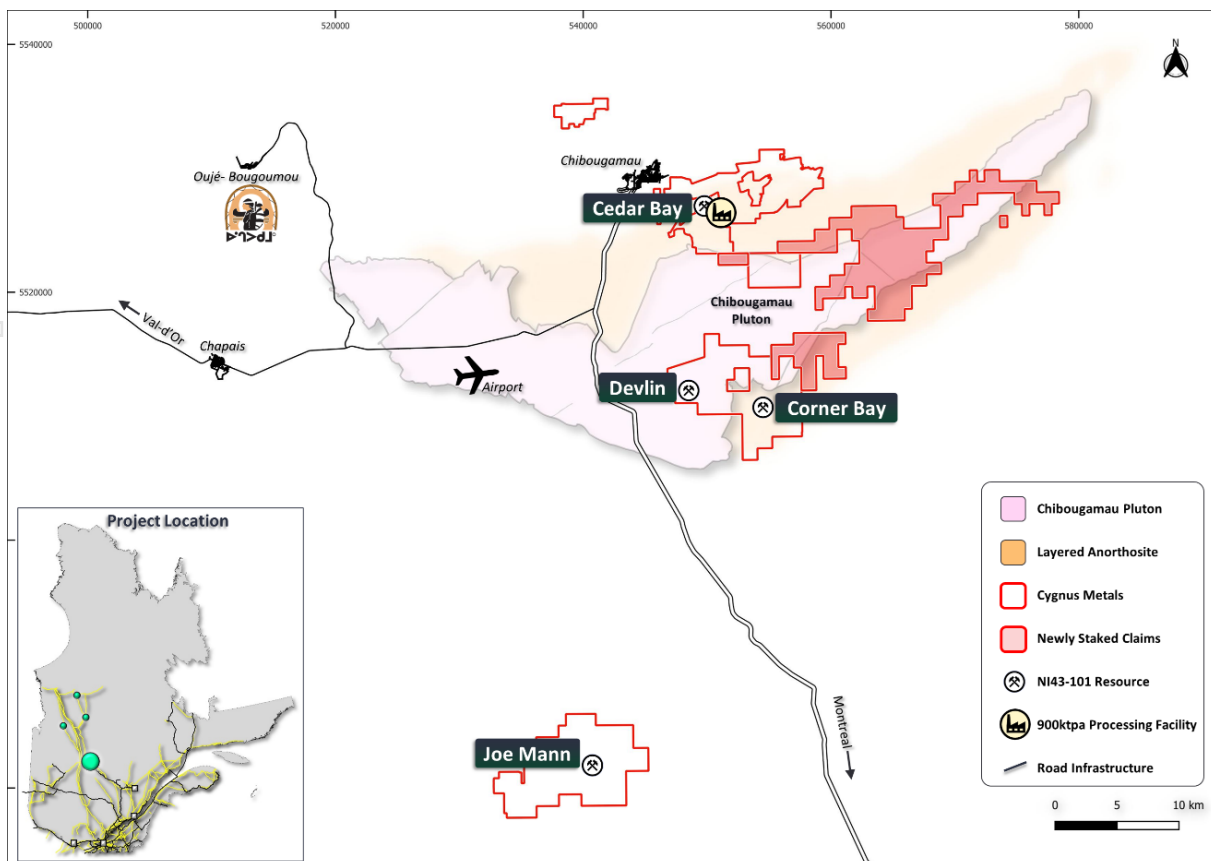 500000
520000
540000
560000
580000
5540000
N
Oujé- Bougoumou
ᐅᒉᐳᑯᒧ
Chibougamau
Cedar Bay
5520000
Val-d'Or
Chapais
Airport
Chibougamau
Pluton
Devlin
Corner Bay
Project Location
Joe Mann
Montreal
Chibougamau Pluton
Layered Anorthosite
Cygnus Metals
Newly Staked Claims
NI43-101 Resource
900ktpa Processing Facility
Road Infrastructure
0 5 10 km